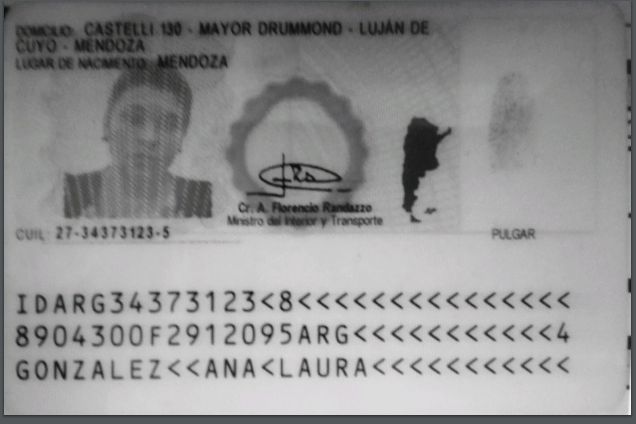 DOMICILIO: CASTELLI 130 - MAYOR DRUMMOND - LUJÁN DE
CUYO - MENDOZA
LUGAR DE NACIMIENTO: MENDOZA
Cr. A. Florencio Randazzo
Ministro del Interior y Transporte
CUIL: 27-34373123-5
PULGAR
IDARG34373123<8<<<<<<<<<<<<<<<
8904300F2912095ARG<<<<<<<<<<<4
GONZALEZ<<ANA<LAURA<<<<<<<<<<<